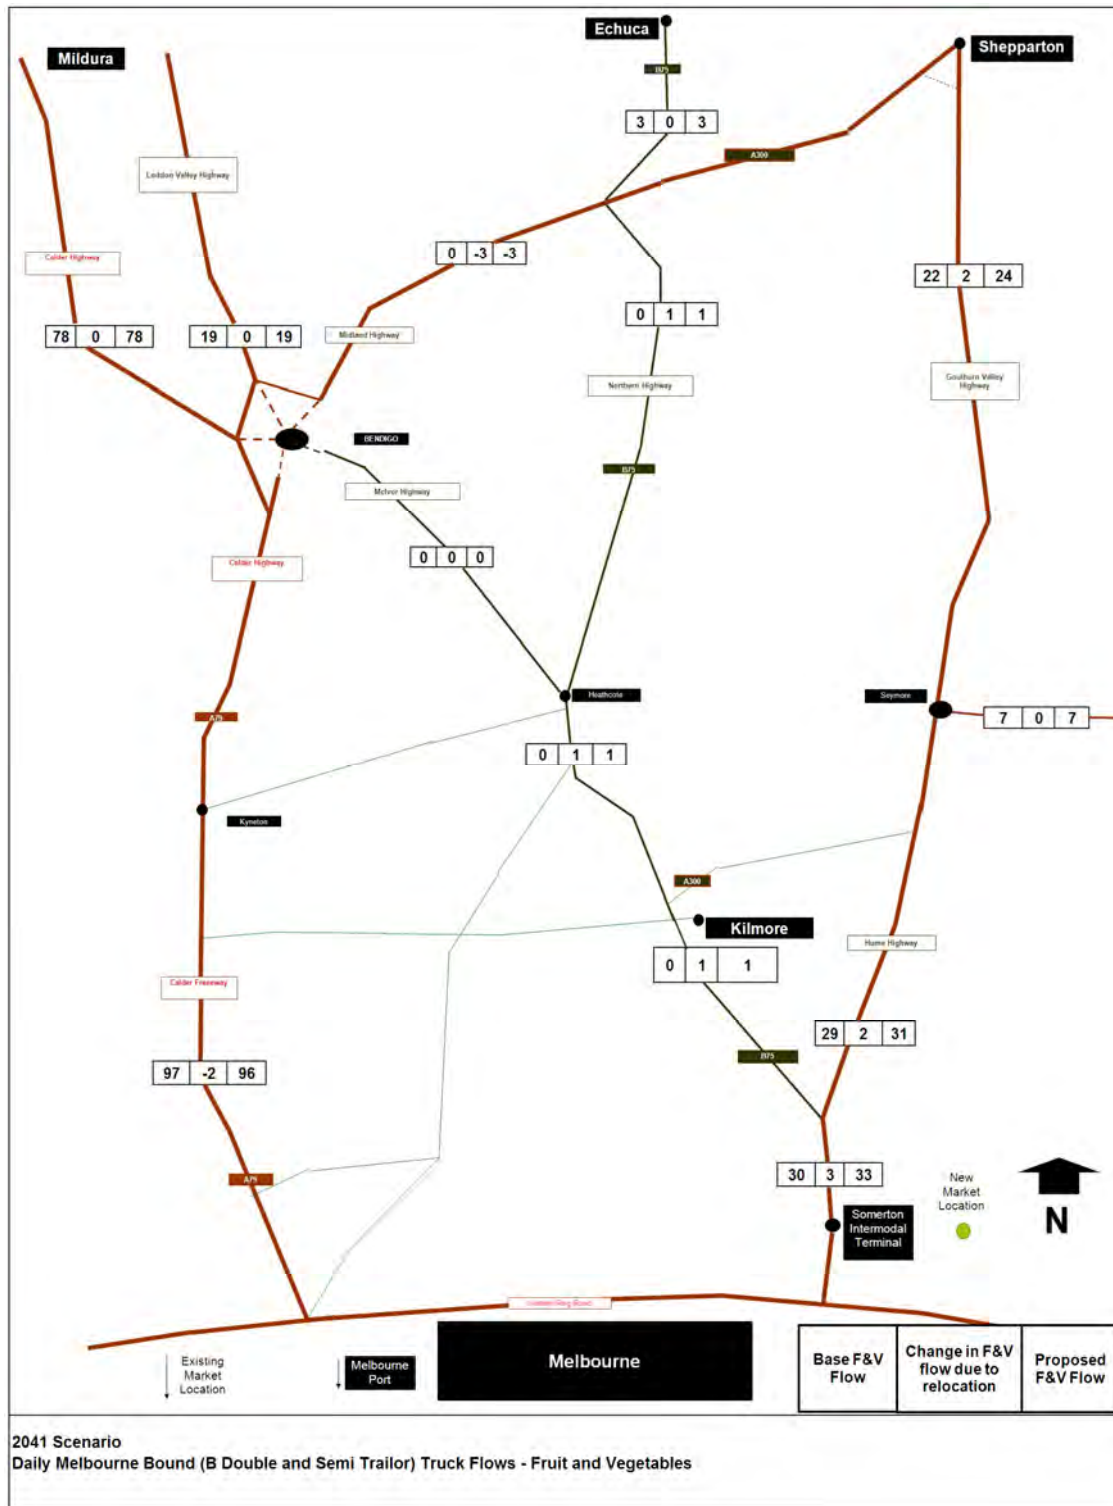 Echuca
Shepparton
Mildura
B75
3 0 3
A300
Loddon Valley Highway
0 -3 -3
Calder Highway
22 2 24
0 1 1
78 0 78
19 0 19
Midland Highway
Northern Highway
Goulburn Valley
Highway
BENDIGO
B75
McIvor Highway
0 0 0
Calder Highway
Heathcote
Seymore
7 0 7
A79
0 1 1
Kyneton
A300
Kilmore
Hume Highway
0 1 1
Calder Freeway
29 2 31
B75
97 -2 96
30 3 33
A79
New
Market
Location
N
Somerton
Intermodal
Terminal
Existing
Market
Location
Melbourne
Port
Melbourne
Base F&V
Flow
Change in F&V
flow due to
relocation
Proposed
F&V Flow
2041 Scenario
Daily Melbourne Bound (B Double and Semi Trailor) Truck Flows - Fruit and Vegetables